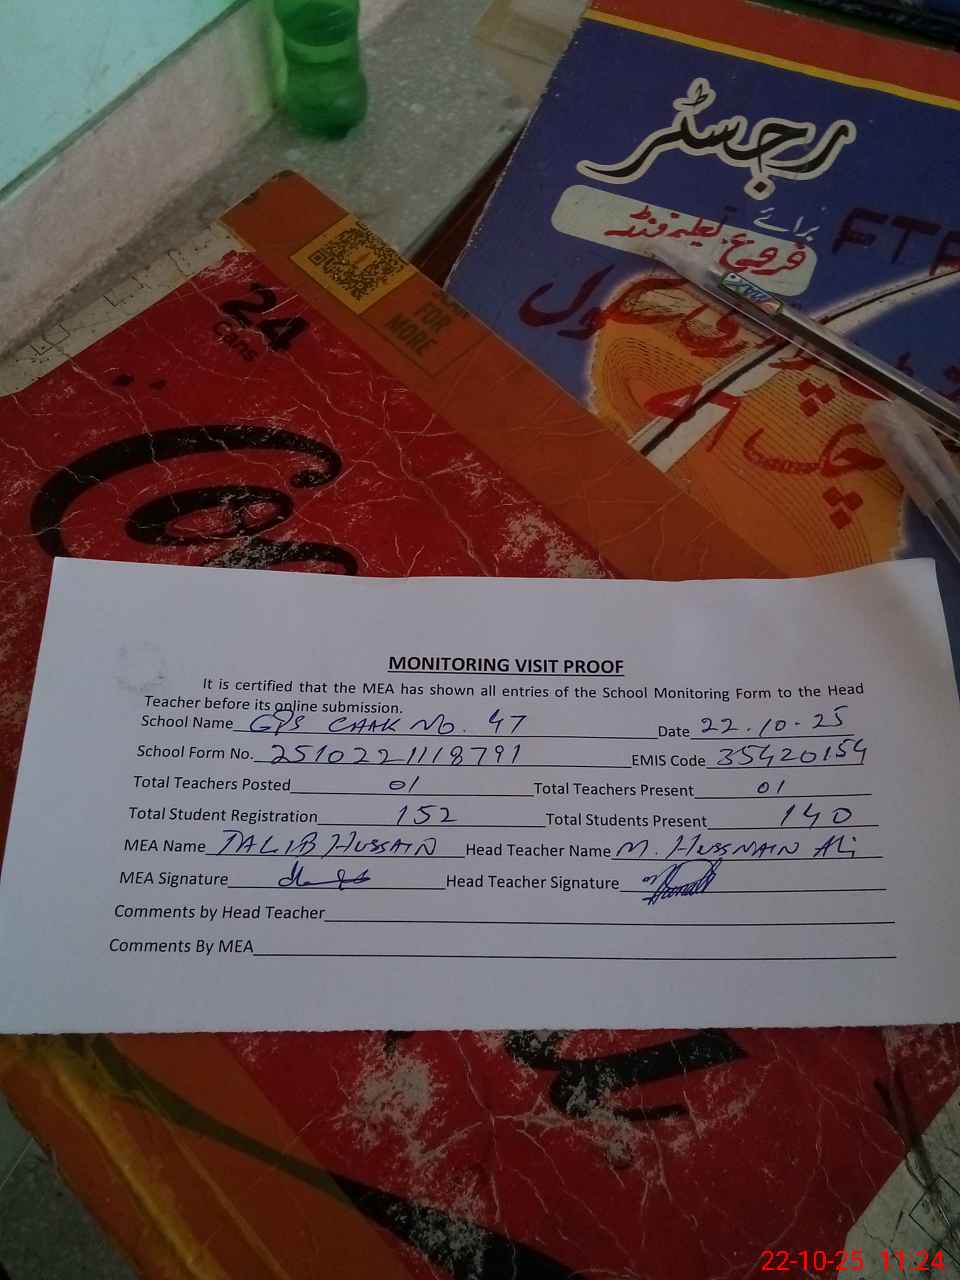 رجسٹر
برائے
فروغ تعلیم فنڈ
FTF
24
Cans
FOR
MORE
چک
MONITORING VISIT PROOF
It is certified that the MEA has shown all entries of the School Monitoring Form to the Head
Teacher before its online submission.
School Name GPS CHAK NO. 47 Date 22.10.25
School Form No. 2510221118791 EMIS Code 35420154
Total Teachers Posted 01 Total Teachers Present 01
Total Student Registration 152 Total Students Present 140
MEA Name TALIB HUSSAIN Head Teacher Name M. HUSSNAIN Ali
MEA Signature Head Teacher Signature
Comments by Head Teacher
Comments By MEA
22-10-25 11:24